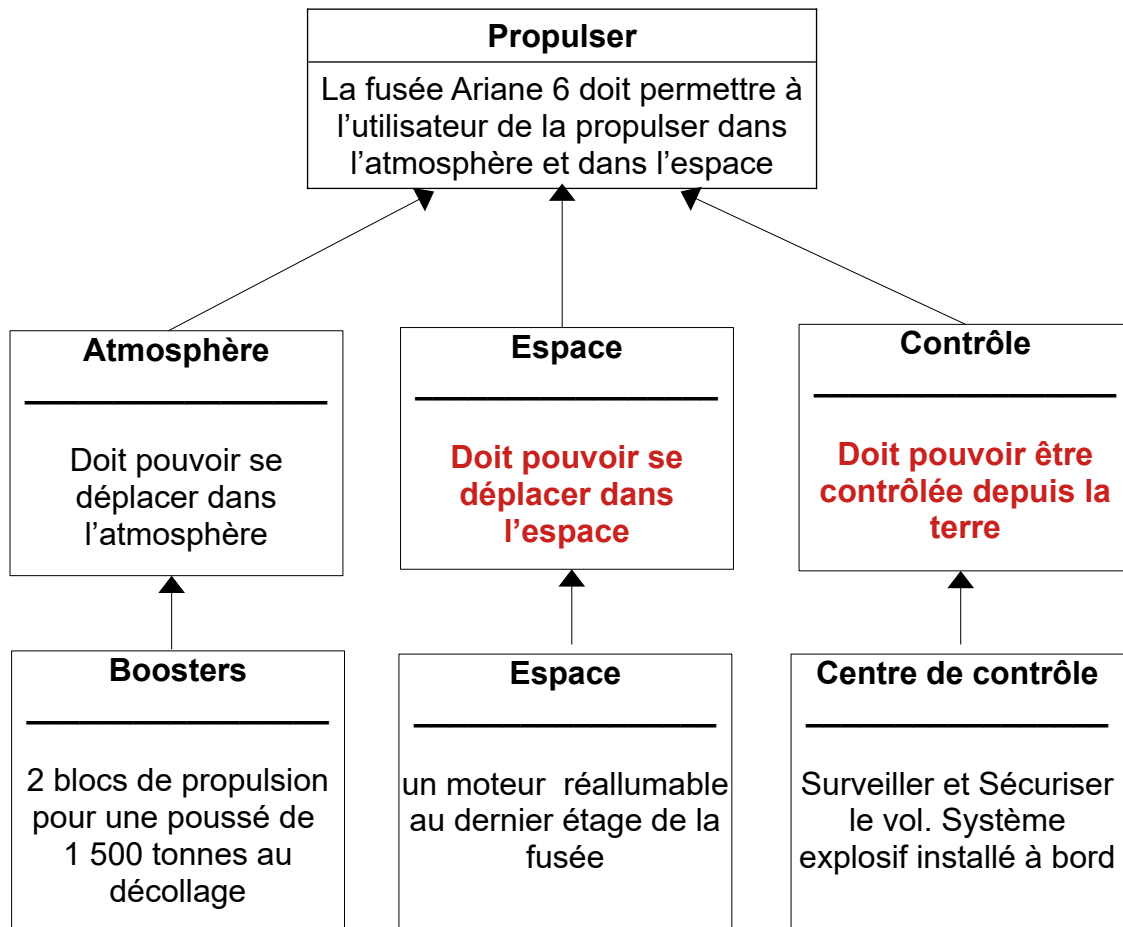 Propulser
La fusée Ariane 6 doit permettre à
l’utilisateur de la propulser dans
l’atmosphère et dans l’espace
Atmosphère
Doit pouvoir se
déplacer dans
l’atmosphère
Espace
Doit pouvoir se
déplacer dans
l’espace
Contrôle
Doit pouvoir être
contrôlée depuis la
terre
Boosters
2 blocs de propulsion
pour une poussé de
1 500 tonnes au
décollage
Espace
un moteur réallumable
au dernier étage de la
fusée
Centre de contrôle
Surveiller et Sécuriser
le vol. Système
explosif installé à bord